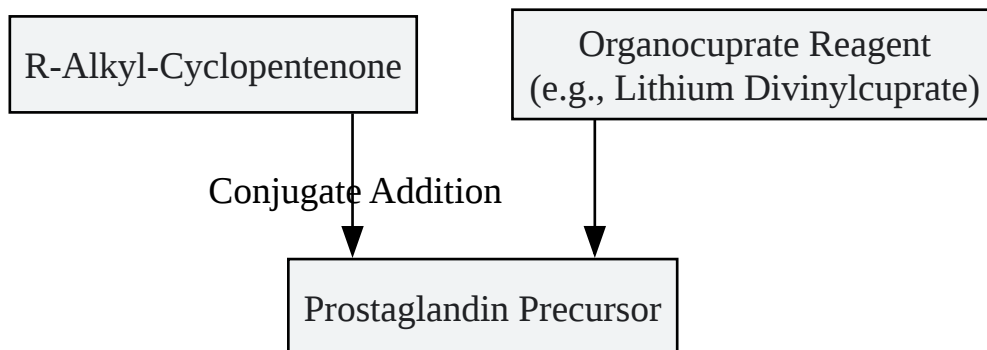 R-Alkyl-Cyclopentenone
Organocuprate Reagent
(e.g., Lithium Divinylcuprate)
Conjugate Addition
Prostaglandin Precursor